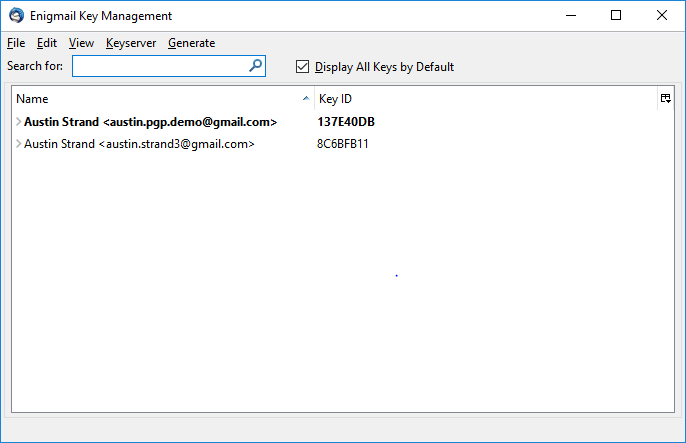 Enigmail Key Management
File Edit View Keyserver Generate
Search for: Display All Keys by Default
Name Key ID
Austin Strand <austin.pgp.demo@gmail.com> 137E40DB
Austin Strand <austin.strand3@gmail.com> 8C6BFB11